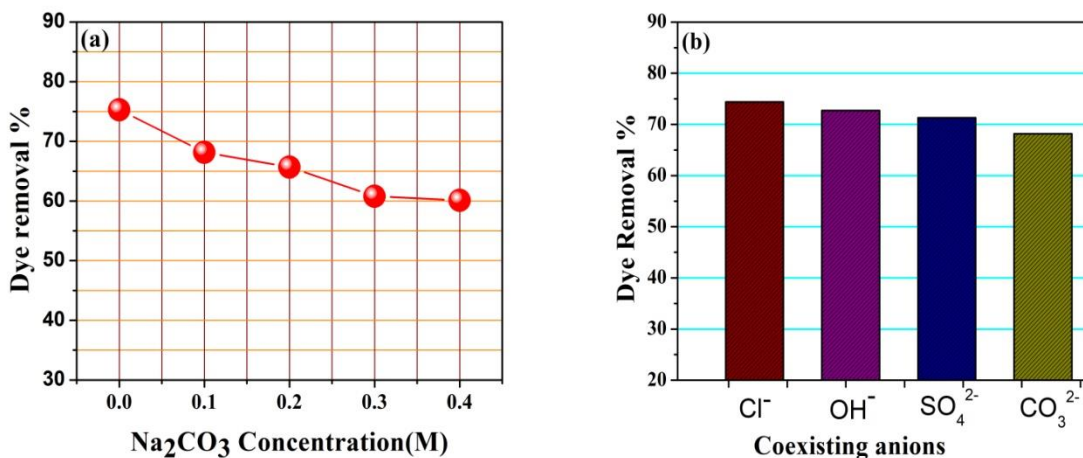 (a)
Dye removal %
90
80
70
60
50
40
30
0.0 0.1 0.2 0.3 0.4
Na₂CO₃ Concentration(M)
(b)
Dye Removal %
90
80
70
60
50
40
30
20
Cl⁻ OH⁻ SO₄²⁻ CO₃²⁻
Coexisting anions